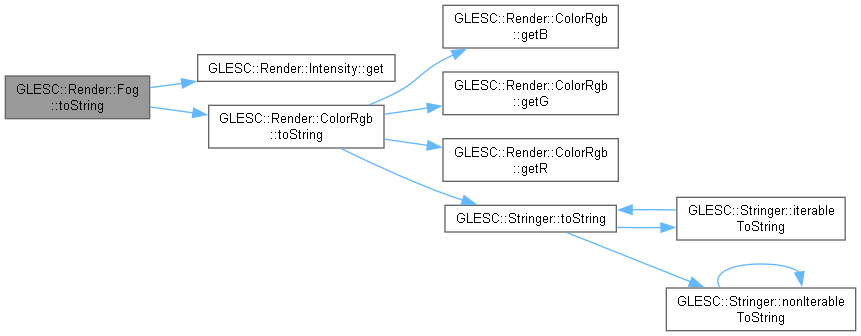 GLESC::Render::Fog
::toString
GLESC::Render::Intensity::get
GLESC::Render::ColorRgb
::toString
GLESC::Render::ColorRgb
::getB
GLESC::Render::ColorRgb
::getG
GLESC::Render::ColorRgb
::getR
GLESC::Stringer::toString
GLESC::Stringer::iterable
ToString
GLESC::Stringer::nonIterable
ToString